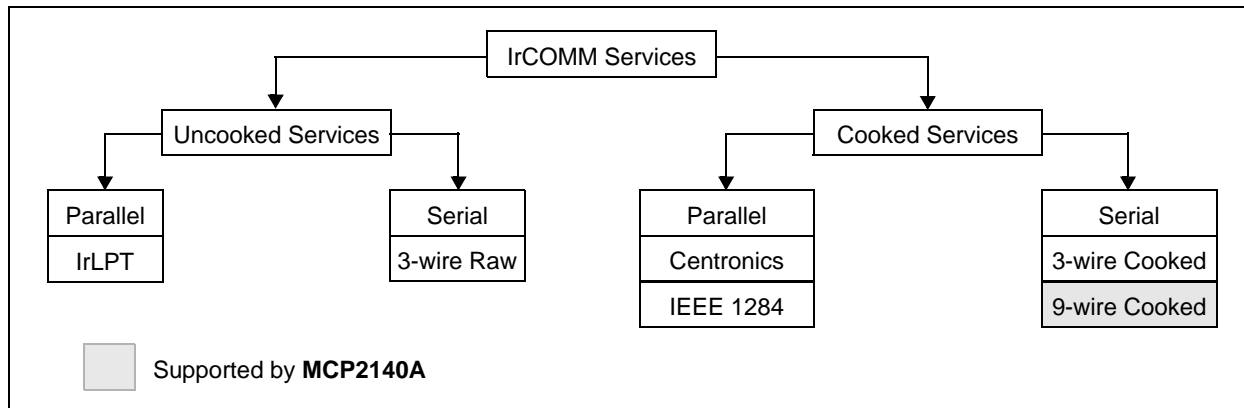 IrCOMM Services
Uncooked Services
Cooked Services
Parallel
IrLPT
Serial
3-wire Raw
Parallel
Centronics
IEEE 1284
Serial
3-wire Cooked
9-wire Cooked
Supported by MCP2140A